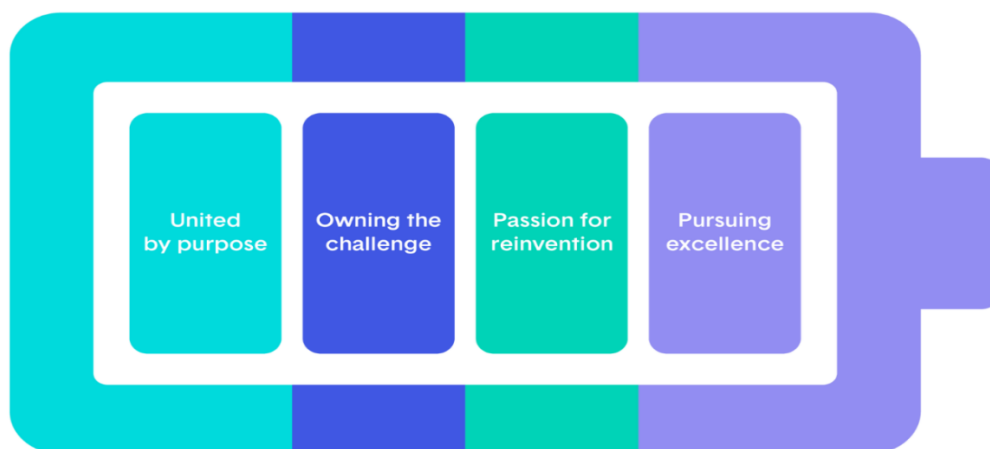 United
by purpose
Owning the
challenge
Passion for
reinvention
Pursuing
excellence